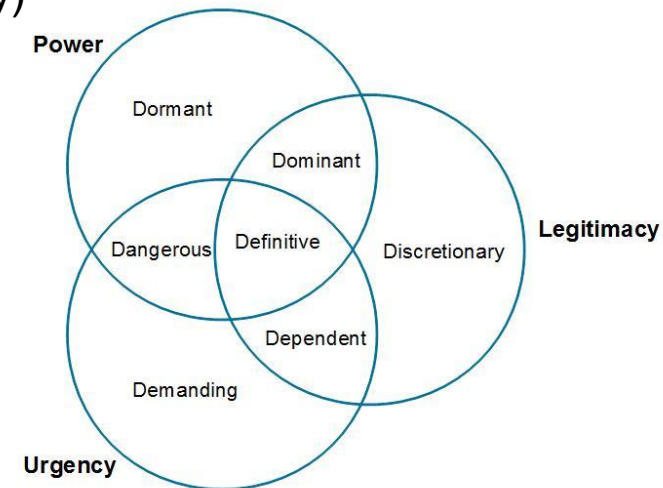 y)
Power
Dormant
Dominant
Legitimacy
Dangerous
Definitive
Discretionary
Dependent
Demanding
Urgency